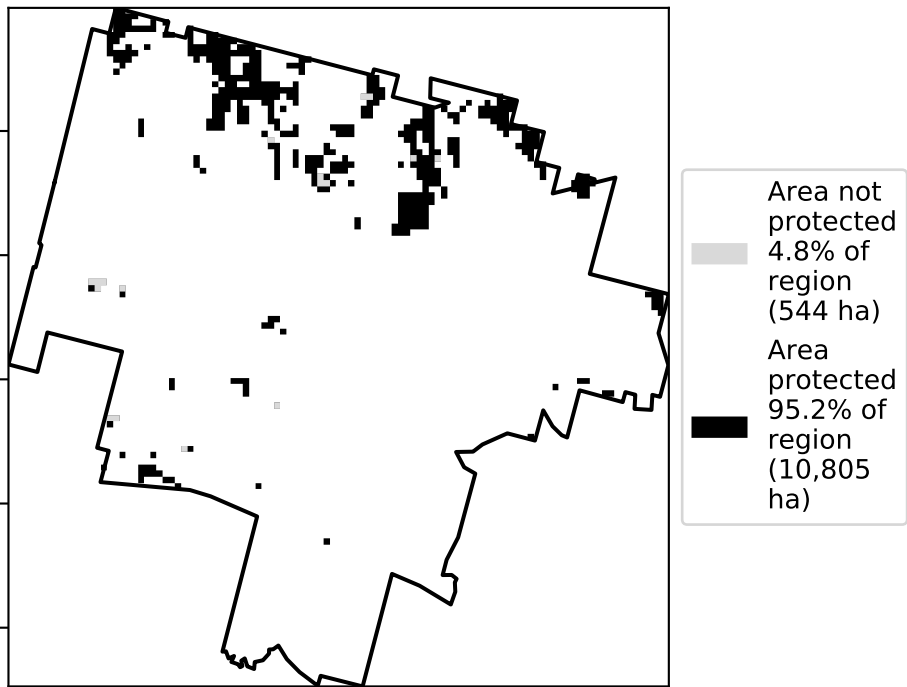 Area not
protected
4.8% of
region
(544 ha)
Area
protected
95.2% of
region
(10,805
ha)